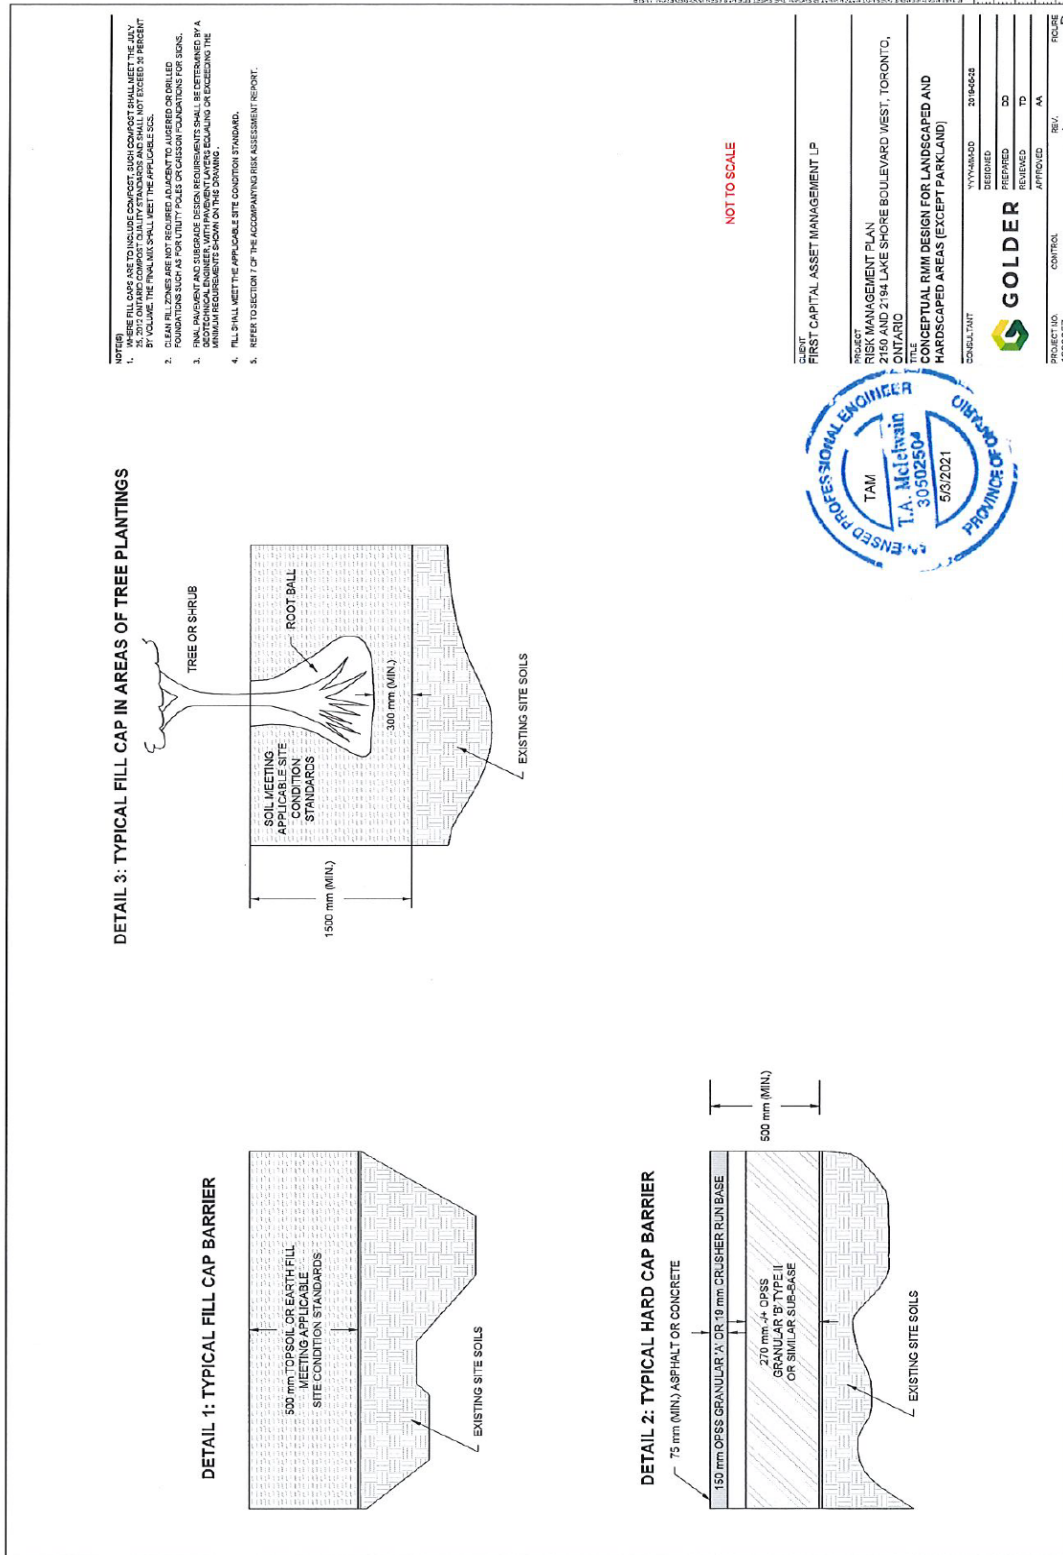 DETAIL 1: TYPICAL FILL CAP BARRIER
500 mm TOPSOIL OR EARTH FILL
MEETING APPLICABLE
SITE CONDITION STANDARDS
EXISTING SITE SOILS
DETAIL 3: TYPICAL FILL CAP IN AREAS OF TREE PLANTINGS
TREE OR SHRUB
ROOT BALL
SOIL MEETING
APPLICABLE SITE
CONDITION
STANDARDS
1500 mm (MIN.)
300 mm (MIN.)
EXISTING SITE SOILS
NOTE(S)
1. WHERE FILL CAPS ARE TO INCLUDE COMPOST, SUCH COMPOST SHALL MEET THE JULY
25, 2012 ONTARIO COMPOST QUALITY STANDARDS AND SHALL NOT EXCEED 30 PERCENT
BY VOLUME. THE FINAL MIX SHALL MEET THE APPLICABLE SCS.
2. CLEAN FILL ZONES ARE NOT REQUIRED ADJACENT TO AUGERED OR DRILLED
FOUNDATIONS SUCH AS FOR UTILITY POLES OR CAISSON FOUNDATIONS FOR SIGNS.
3. FINAL PAVEMENT AND SUBGRADE DESIGN REQUIREMENTS SHALL BE DETERMINED BY A
GEOTECHNICAL ENGINEER, WITH PAVEMENT LAYERS EQUALING OR EXCEEDING THE
MINIMUM REQUIREMENTS SHOWN ON THIS DRAWING.
4. FILL SHALL MEET THE APPLICABLE SITE CONDITION STANDARD.
5. REFER TO SECTION 7 OF THE ACCOMPANYING RISK ASSESSMENT REPORT.
DETAIL 2: TYPICAL HARD CAP BARRIER
75 mm (MIN.) ASPHALT OR CONCRETE
150 mm OPSS GRANULAR 'A' OR 19 mm CRUSHER RUN BASE
270 mm -/+ OPSS
GRANULAR 'B' TYPE II
OR SIMILAR SUB-BASE
500 mm (MIN.)
EXISTING SITE SOILS
NOT TO SCALE
PROFESSIONAL ENGINEER
TAM
T.A. McIelwain
30502504
5/3/2021
PROVINCE OF ONTARIO
CLIENT
FIRST CAPITAL ASSET MANAGEMENT LP
PROJECT
RISK MANAGEMENT PLAN
2150 AND 2194 LAKE SHORE BOULEVARD WEST, TORONTO,
ONTARIO
TITLE
CONCEPTUAL RMM DESIGN FOR LANDSCAPED AND
HARDSCAPED AREAS (EXCEPT PARKLAND)
CONSULTANT
GOLDER
YYYY-MM-DD
DESIGNED
PREPARED DD
REVIEWED TD
APPROVED AA
PROJECT NO. CONTROL REV. FIGURE